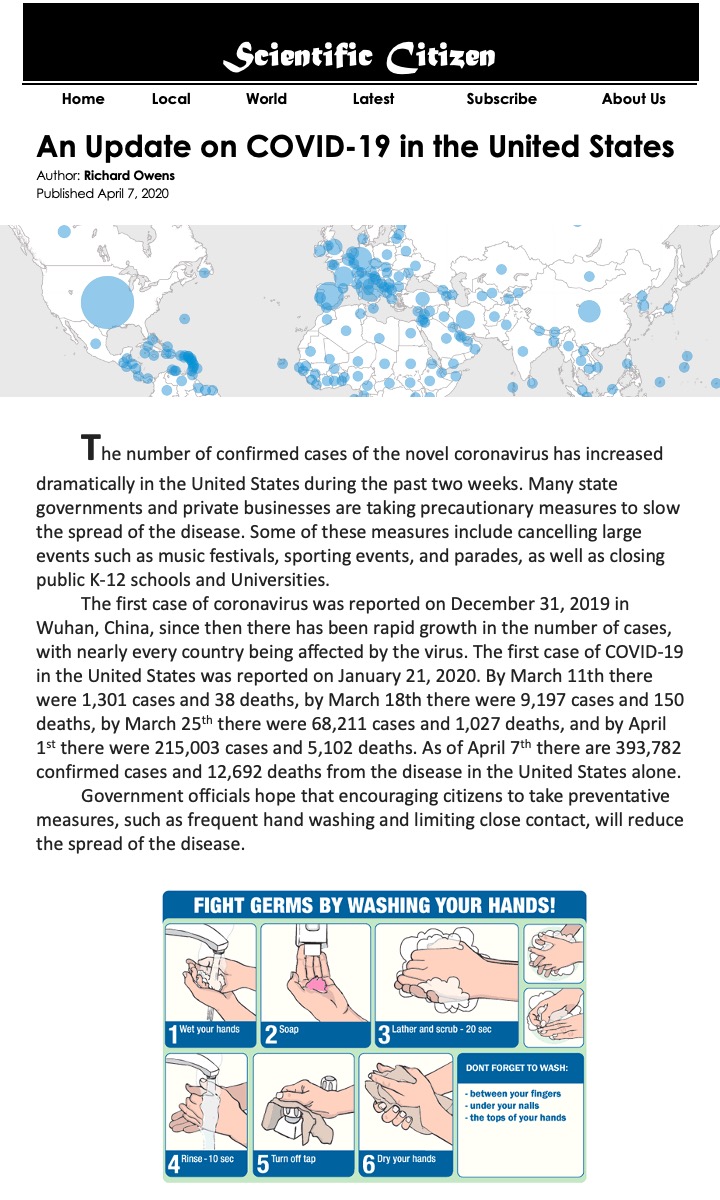 Scientific Citizen
Home Local World Latest Subscribe About Us
An Update on COVID-19 in the United States
Author: Richard Owens
Published April 7, 2020
The number of confirmed cases of the novel coronavirus has increased
dramatically in the United States during the past two weeks. Many state
governments and private businesses are taking precautionary measures to slow
the spread of the disease. Some of these measures include cancelling large
events such as music festivals, sporting events, and parades, as well as closing
public K-12 schools and Universities.
The first case of coronavirus was reported on December 31, 2019 in
Wuhan, China, since then there has been rapid growth in the number of cases,
with nearly every country being affected by the virus. The first case of COVID-19
in the United States was reported on January 21, 2020. By March 11th there
were 1,301 cases and 38 deaths, by March 18th there were 9,197 cases and 150
deaths, by March 25th there were 68,211 cases and 1,027 deaths, and by April
1st there were 215,003 cases and 5,102 deaths. As of April 7th there are 393,782
confirmed cases and 12,692 deaths from the disease in the United States alone.
Government officials hope that encouraging citizens to take preventative
measures, such as frequent hand washing and limiting close contact, will reduce
the spread of the disease.
FIGHT GERMS BY WASHING YOUR HANDS!
1 Wet your hands
2 Soap
3 Lather and scrub - 20 sec
4 Rinse - 10 sec
5 Turn off tap
6 Dry your hands
DONT FORGET TO WASH:
- between your fingers
- under your nails
- the tops of your hands